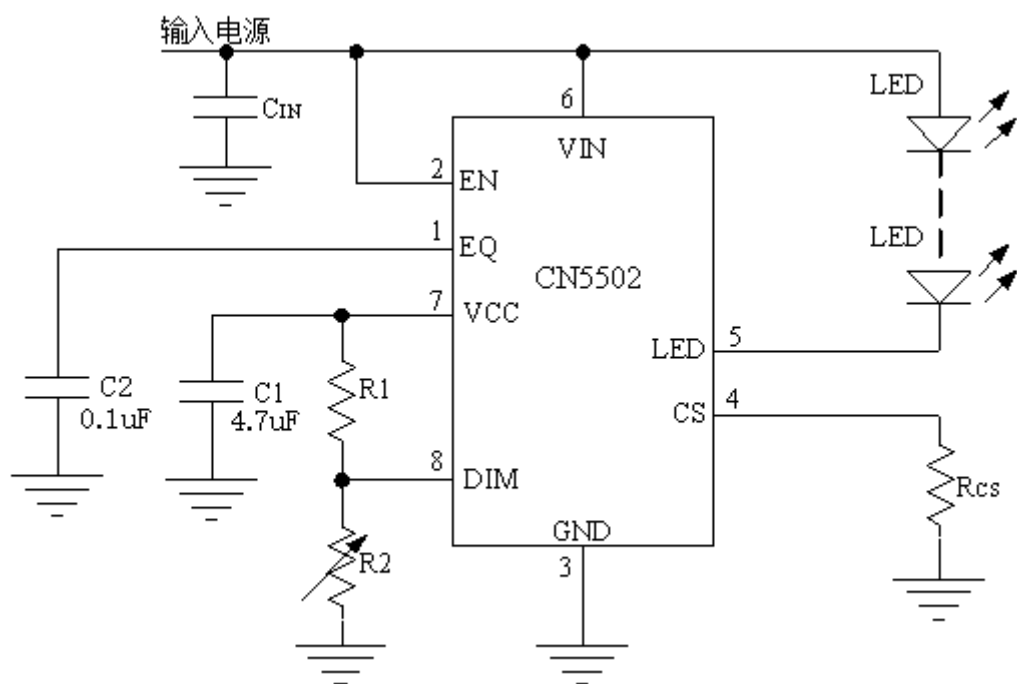 输入电源
LED
CIN
6
VIN
2
EN
1
EQ
LED
CN5502
7
VCC
5
LED
C2
0.1uF
C1
4.7uF
R1
4
CS
8
DIM
Rcs
GND
3
R2